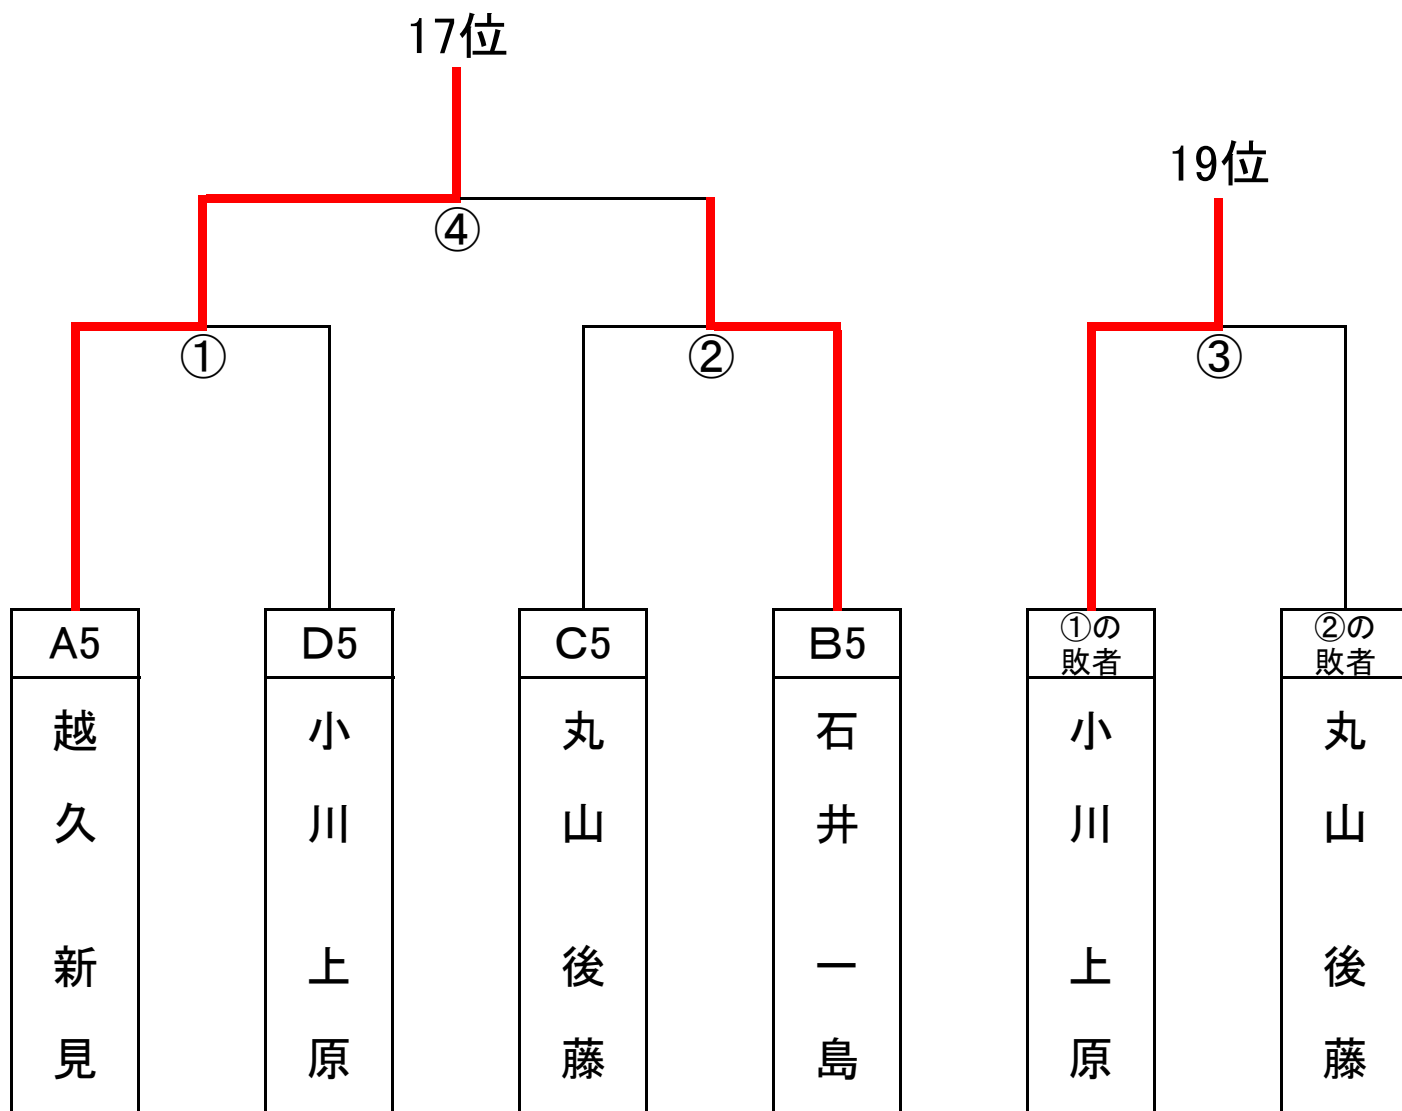 17位
19位
④
①
②
③
A5
D5
C5
B5
①の
敗者
②の
敗者
越久 新見
小川 上原
丸山 後藤
石井 一島
小川 上原
丸山 後藤